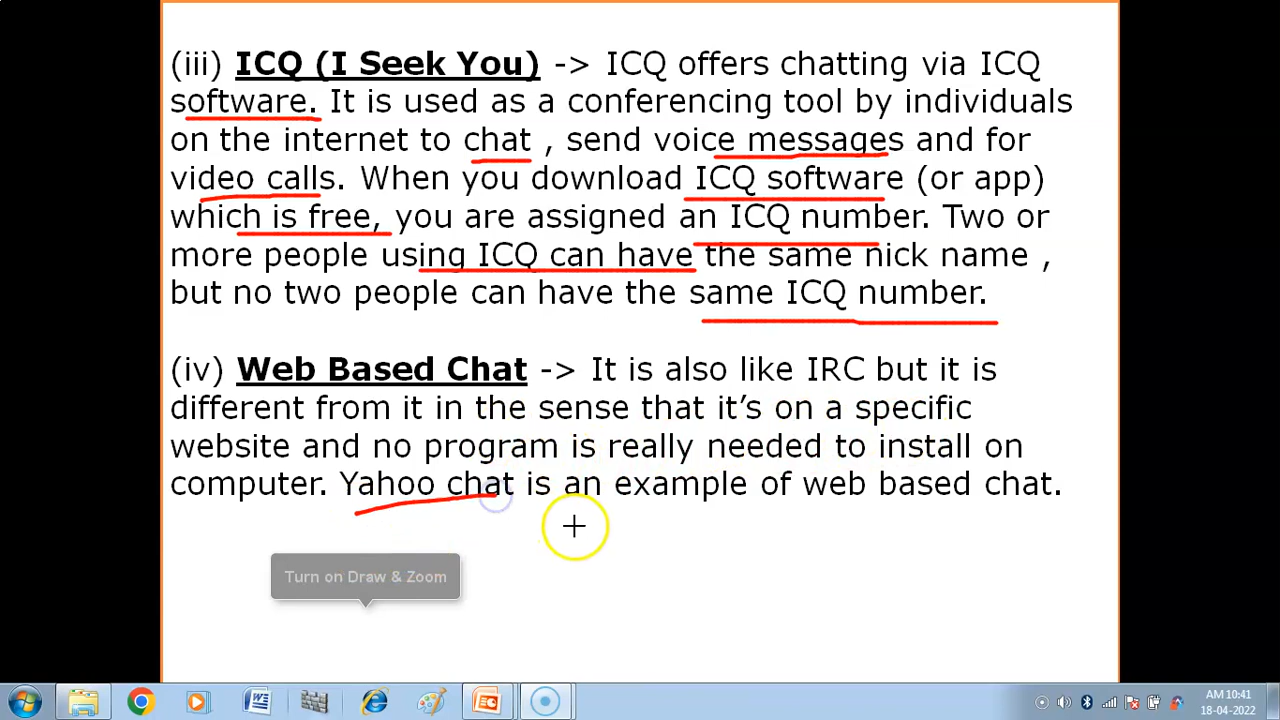 (iii) ICQ (I Seek You) -> ICQ offers chatting via ICQ
software. It is used as a conferencing tool by individuals
on the internet to chat , send voice messages and for
video calls. When you download ICQ software (or app)
which is free, you are assigned an ICQ number. Two or
more people using ICQ can have the same nick name ,
but no two people can have the same ICQ number.
(iv) Web Based Chat -> It is also like IRC but it is
different from it in the sense that it’s on a specific
website and no program is really needed to install on
computer. Yahoo chat is an example of web based chat.
Turn on Draw & Zoom
AM 10:41
18-04-2022